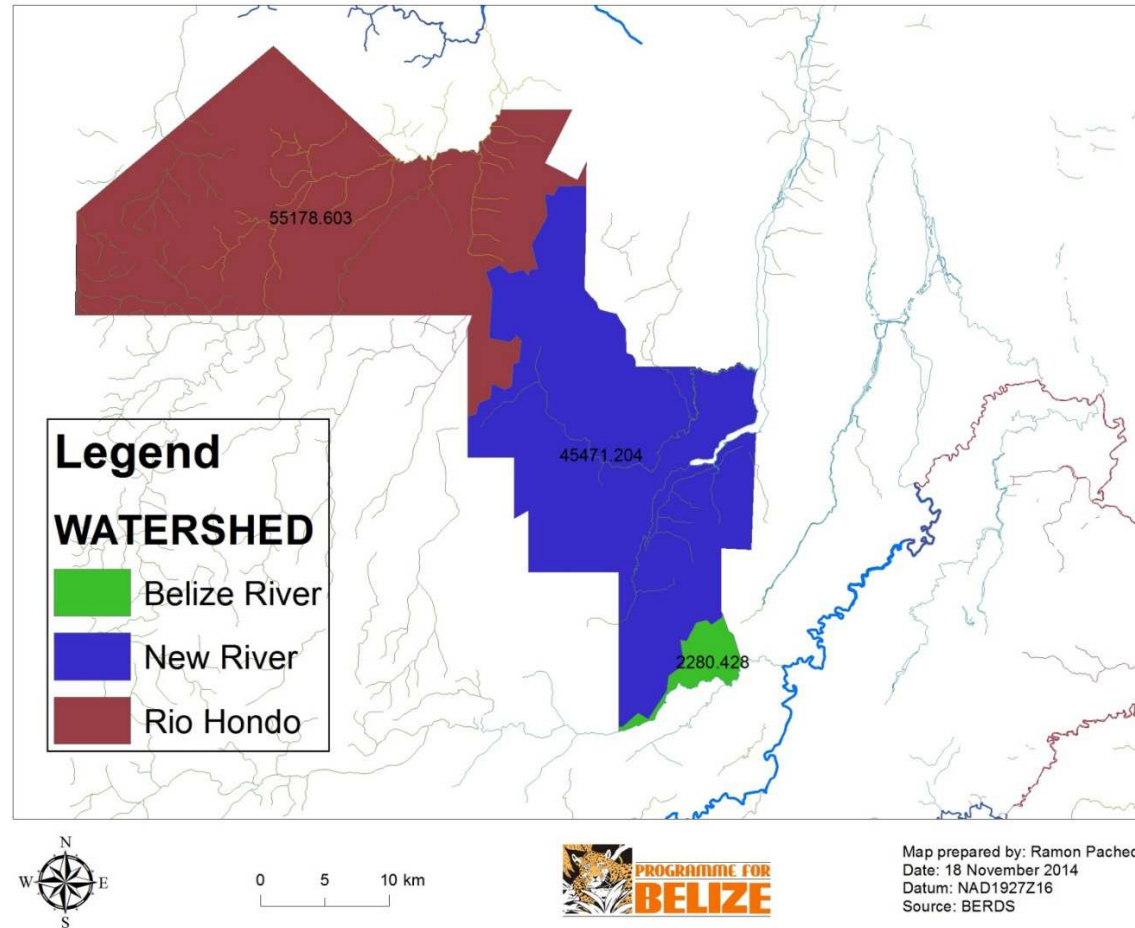 55178.603
45471.204
2280.428
Legend
WATERSHED
Belize River
New River
Rio Hondo
N
W E
S
0 5 10 km
PROGRAMME FOR
BELIZE
Map prepared by: Ramon Pachec
Date: 18 November 2014
Datum: NAD1927Z16
Source: BERDS